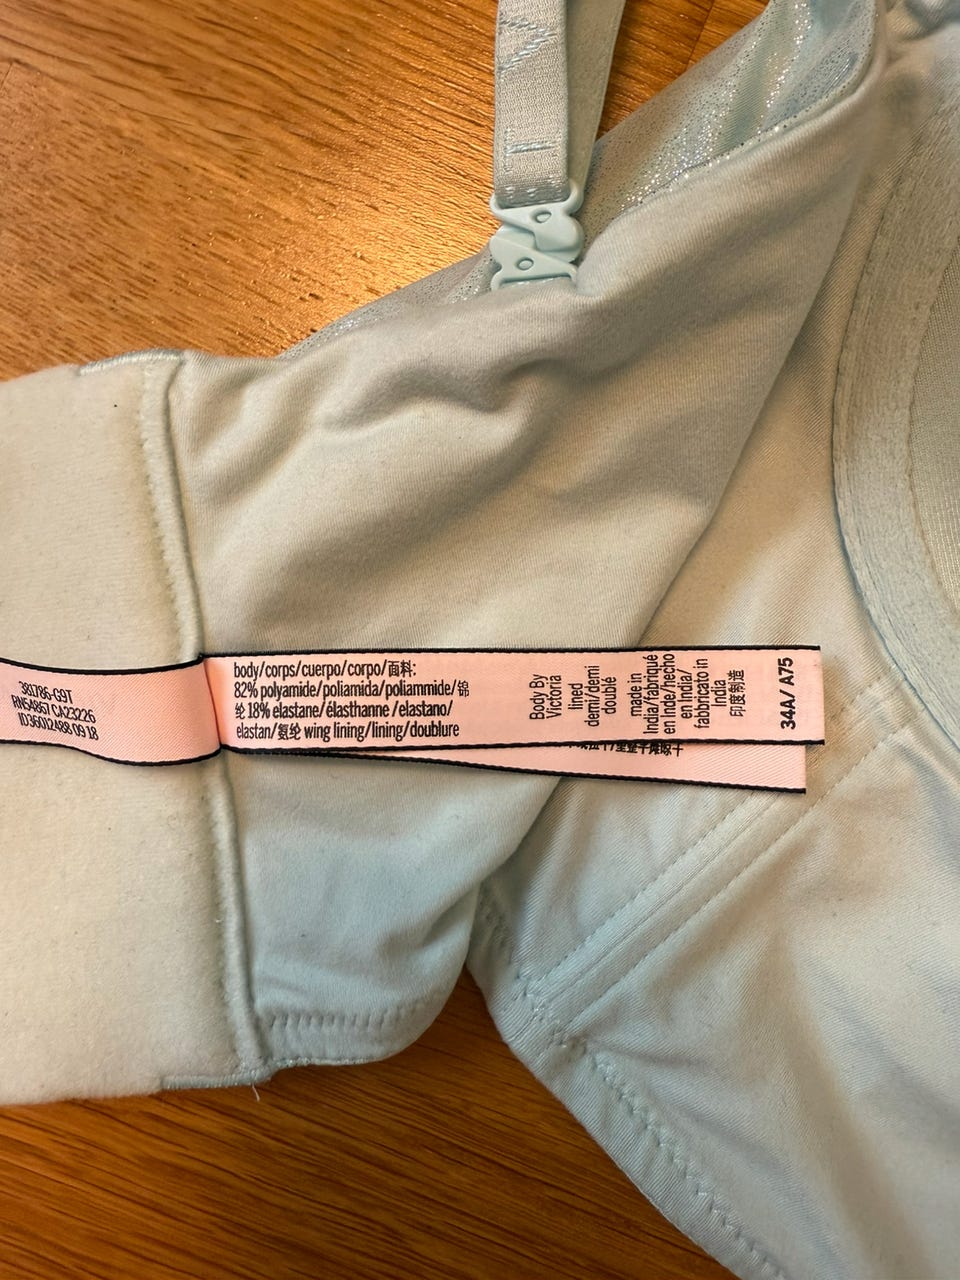 381786-G9T
RN54867 CA23226
ID36012488 09 18
body/corps/cuerpo/corpo/面料:
82% polyamide/poliamida/poliammide/锦
纶 18% elastane/élasthanne /elastano/
elastan/氨纶 wing lining/lining/doublure
Body By
Victoria
lined
demi/demi
doublé
made in
India/fabriqué
en Inde/hecho
en India/
fabbricato in
India
印度制造
34A/ A75